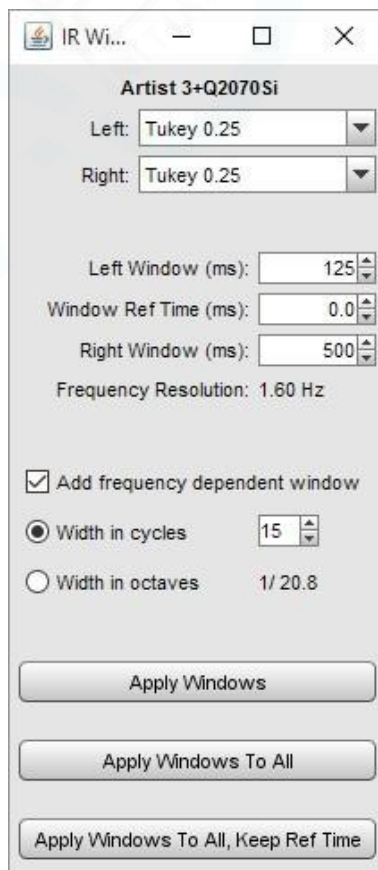 IR Wi...
Artist 3+Q2070Si
Left: Tukey 0.25
Right: Tukey 0.25
Left Window (ms): 125
Window Ref Time (ms): 0.0
Right Window (ms): 500
Frequency Resolution: 1.60 Hz
Add frequency dependent window
Width in cycles 15
Width in octaves 1/ 20.8
Apply Windows
Apply Windows To All
Apply Windows To All, Keep Ref Time